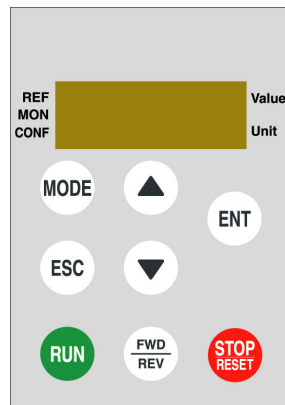 REF
MON
CONF
Value
Unit
MODE
ENT
ESC
RUN
FWD
REV
STOP
RESET